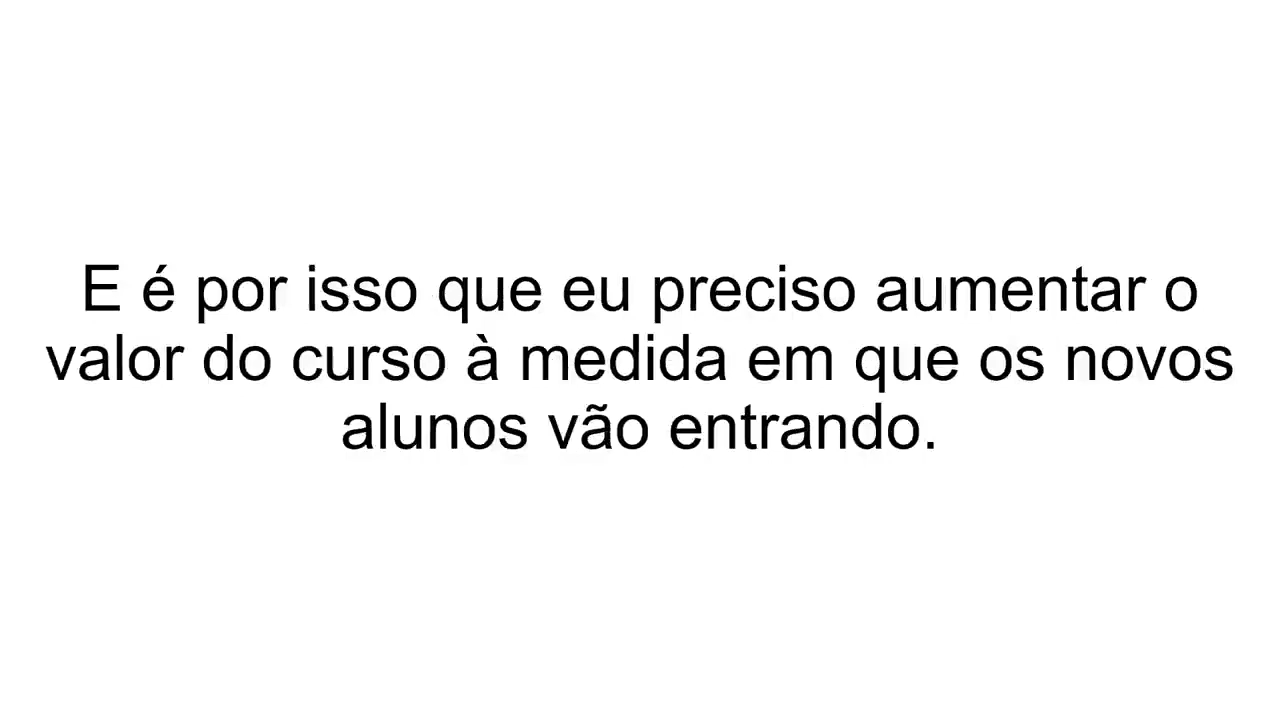 E é por isso que eu preciso aumentar o
valor do curso à medida em que os novos
alunos vão entrando.